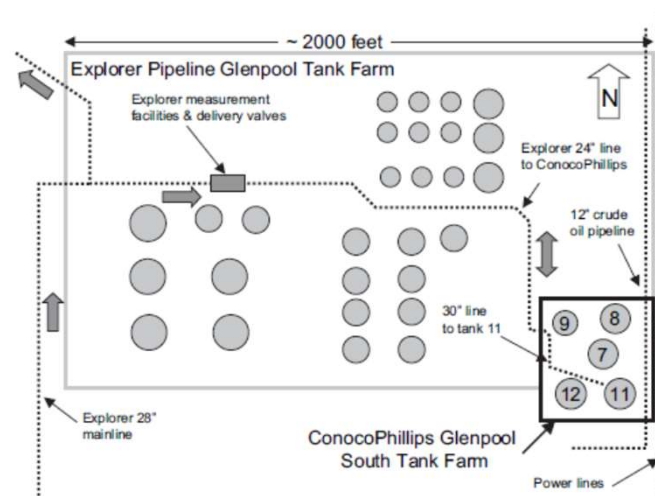 ~ 2000 feet
Explorer Pipeline Glenpool Tank Farm
N
Explorer measurement
facilities & delivery valves
Explorer 24" line
to ConocoPhillips
12" crude
oil pipeline
30" line
to tank 11
9
8
7
12
11
Explorer 28"
mainline
ConocoPhillips Glenpool
South Tank Farm
Power lines